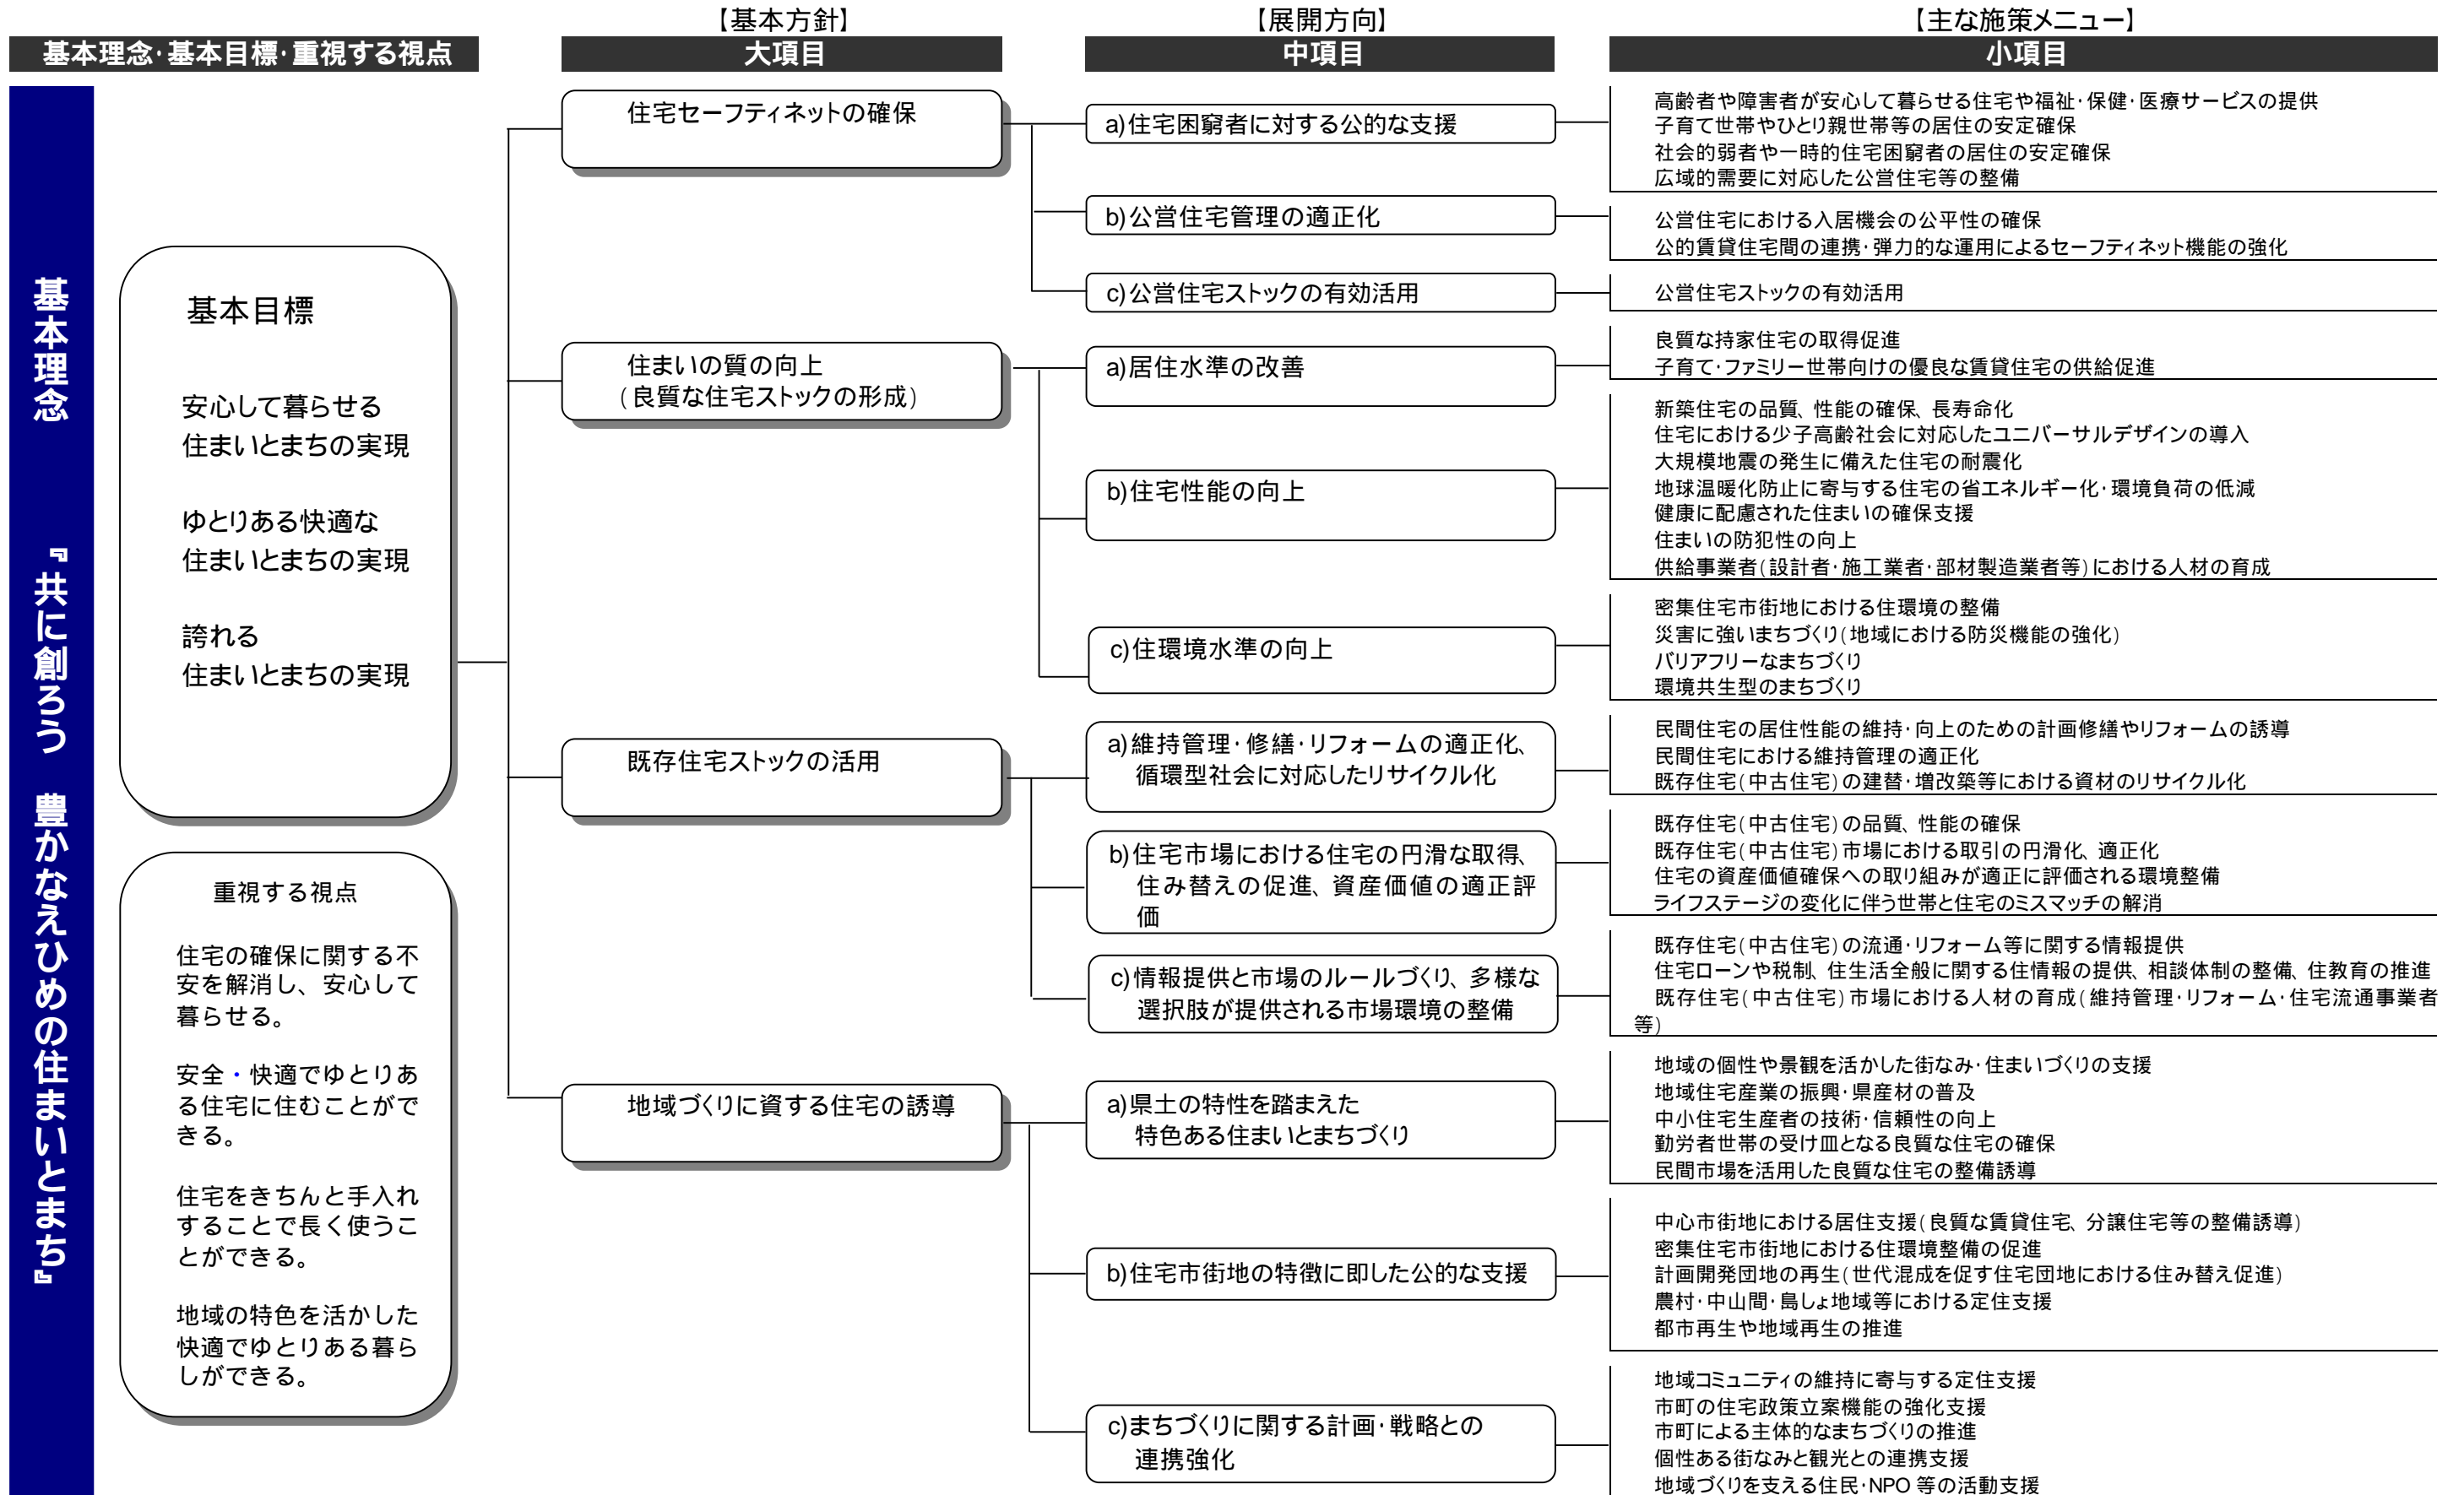 【基本方針】
【展開方向】
【主な施策メニュー】
基本理念・基本目標・重視する視点
大項目
中項目
小項目
基本理念　『共に創ろう　豊かなえひめの住まいとまち』
基本目標
安心して暮らせる
住まいとまちの実現
ゆとりある快適な
住まいとまちの実現
誇れる
住まいとまちの実現
重視する視点
住宅の確保に関する不
安を解消し、安心して
暮らせる。
安全・快適でゆとりあ
る住宅に住むことがで
きる。
住宅をきちんと手入れ
することで長く使うこ
とができる。
地域の特色を活かした
快適でゆとりある暮ら
しができる。
住宅セーフティネットの確保
a)住宅困窮者に対する公的な支援
高齢者や障害者が安心して暮らせる住宅や福祉・保健・医療サービスの提供
子育て世帯やひとり親世帯等の居住の安定確保
社会的弱者や一時的住宅困窮者の居住の安定確保
広域的需要に対応した公営住宅等の整備
b)公営住宅管理の適正化
公営住宅における入居機会の公平性の確保
公的賃貸住宅間の連携・弾力的な運用によるセーフティネット機能の強化
c)公営住宅ストックの有効活用
公営住宅ストックの有効活用
住まいの質の向上
(良質な住宅ストックの形成)
a)居住水準の改善
良質な持家住宅の取得促進
子育て・ファミリー世帯向けの優良な賃貸住宅の供給促進
b)住宅性能の向上
新築住宅の品質、性能の確保、長寿命化
住宅における少子高齢社会に対応したユニバーサルデザインの導入
大規模地震の発生に備えた住宅の耐震化
地球温暖化防止に寄与する住宅の省エネルギー化・環境負荷の低減
健康に配慮された住まいの確保支援
住まいの防犯性の向上
供給事業者(設計者・施工業者・部材製造業者等)における人材の育成
c)住環境水準の向上
密集住宅市街地における住環境の整備
災害に強いまちづくり(地域における防災機能の強化)
バリアフリーなまちづくり
環境共生型のまちづくり
既存住宅ストックの活用
a)維持管理・修繕・リフォームの適正化、
循環型社会に対応したリサイクル化
民間住宅の居住性能の維持・向上のための計画修繕やリフォームの誘導
民間住宅における維持管理の適正化
既存住宅(中古住宅)の建替・増改築等における資材のリサイクル化
b)住宅市場における住宅の円滑な取得、
住み替えの促進、資産価値の適正評
価
既存住宅(中古住宅)の品質、性能の確保
既存住宅(中古住宅)市場における取引の円滑化、適正化
住宅の資産価値確保への取り組みが適正に評価される環境整備
ライフステージの変化に伴う世帯と住宅のミスマッチの解消
c)情報提供と市場のルールづくり、多様な
選択肢が提供される市場環境の整備
既存住宅(中古住宅)の流通・リフォーム等に関する情報提供
住宅ローンや税制、住生活全般に関する住情報の提供、相談体制の整備、住教育の推進
既存住宅(中古住宅)市場における人材の育成(維持管理・リフォーム・住宅流通事業者
等)
地域づくりに資する住宅の誘導
a)県土の特性を踏まえた
特色ある住まいとまちづくり
地域の個性や景観を活かした街なみ・住まいづくりの支援
地域住宅産業の振興・県産材の普及
中小住宅生産者の技術・信頼性の向上
勤労者世帯の受け皿となる良質な住宅の確保
民間市場を活用した良質な住宅の整備誘導
b)住宅市街地の特徴に即した公的な支援
中心市街地における居住支援(良質な賃貸住宅、分譲住宅等の整備誘導)
密集住宅市街地における住環境整備の促進
計画開発団地の再生(世代混成を促す住宅団地における住み替え促進)
農村・中山間・島しょ地域等における定住支援
都市再生や地域再生の推進
c)まちづくりに関する計画・戦略との
連携強化
地域コミュニティの維持に寄与する定住支援
市町の住宅政策立案機能の強化支援
市町による主体的なまちづくりの推進
個性ある街なみと観光との連携支援
地域づくりを支える住民・NPO 等の活動支援